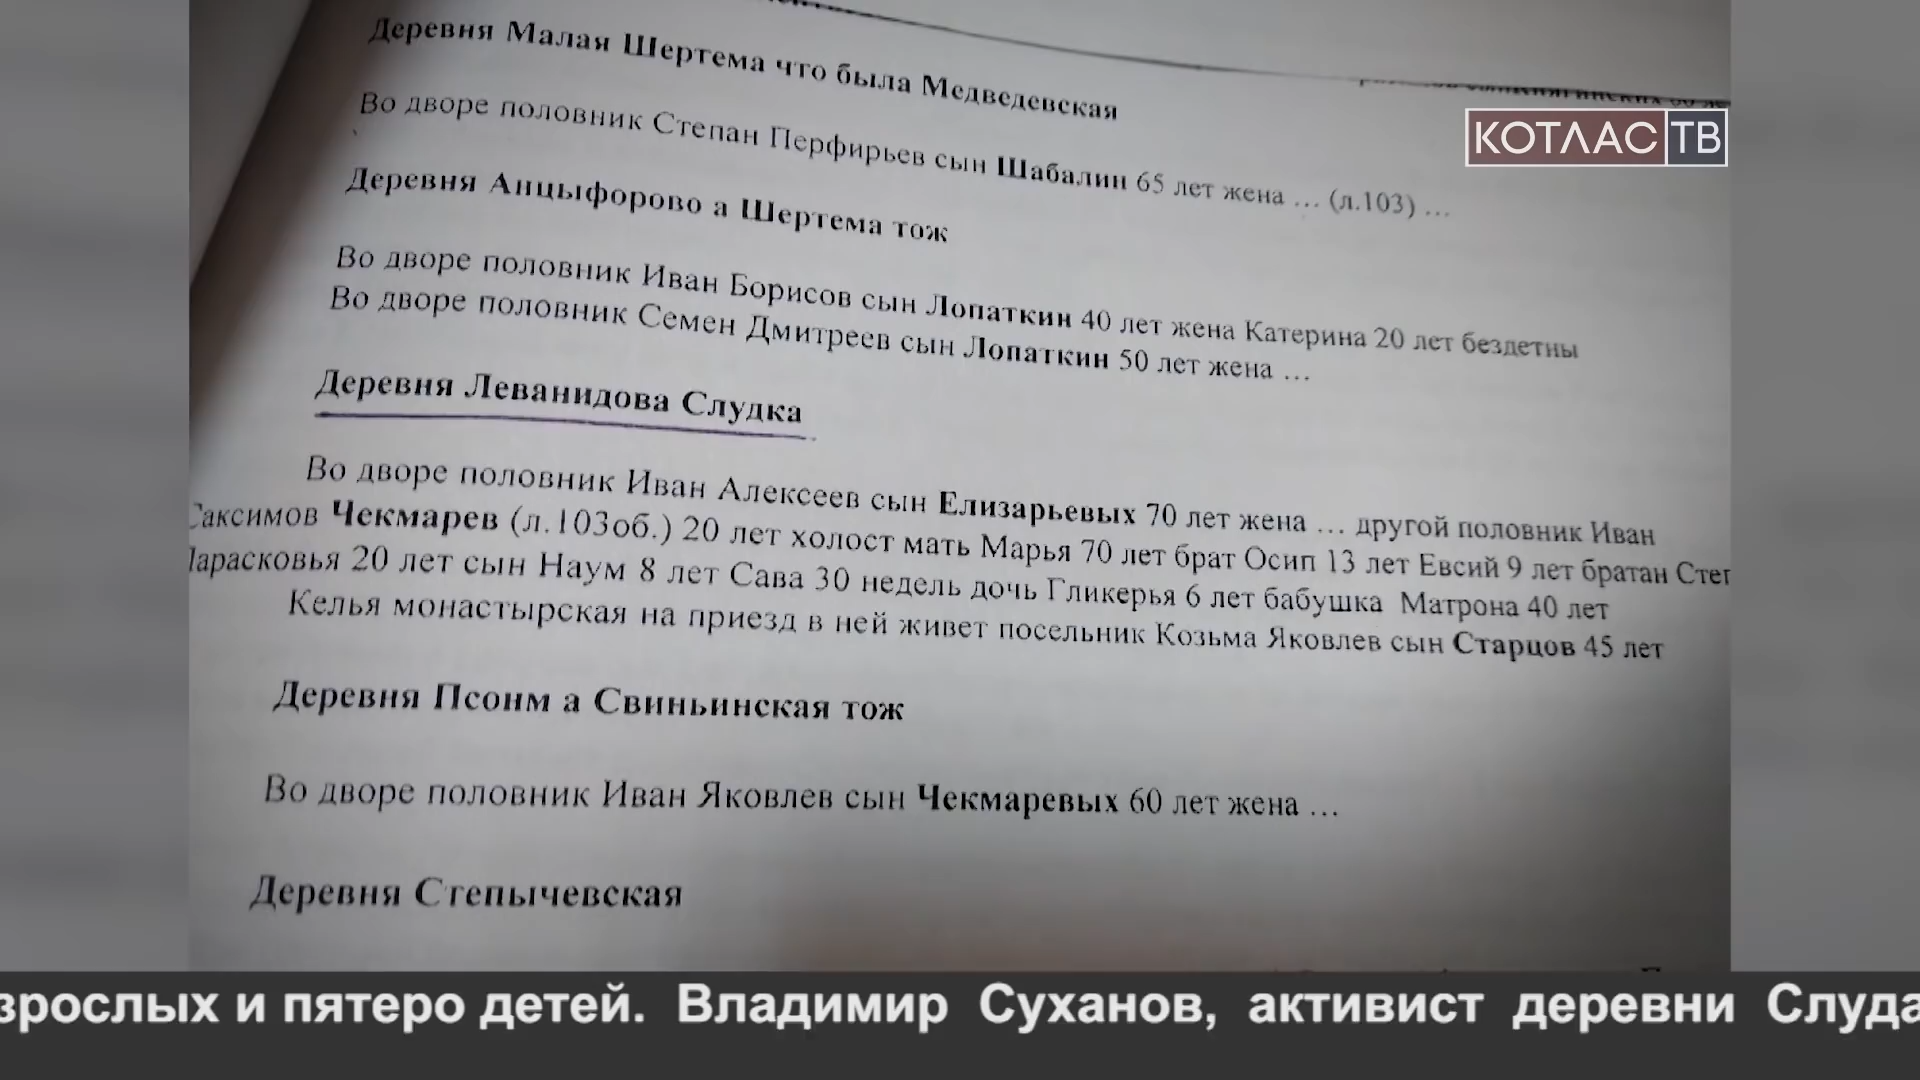 Деревня Малая Шертема что была Медведевская
КОТЛАС ТВ
Во дворе половник Степан Перфирьев сын Шабалин 65 лет жена … (л.103) …
Деревня Анцыфорово а Шертема тож
Во дворе половник Иван Борисов сын Лопаткин 40 лет жена Катерина 20 лет бездетны
Во дворе половник Семен Дмитреев сын Лопаткин 50 лет жена …
Деревня Леванидова Слудка
Во дворе половник Иван Алексеев сын Елизарьевых 70 лет жена … другой половник Иван
аксимов Чекмарев (л.103об.) 20 лет холост мать Марья 70 лет брат Осип 13 лет Евсий 9 лет братан Степ
Парасковья 20 лет сын Наум 8 лет Сава 30 недель дочь Гликерья 6 лет бабушка Матрона 40 лет
Келья монастырская на приезд в ней живет посельник Козьма Яковлев сын Старцов 45 лет
Деревня Псоим а Свиньинская тож
Во дворе половник Иван Яковлев сын Чекмаревых 60 лет жена …
Деревня Степычевская
зрослых и пятеро детей. Владимир Суханов, активист деревни Слуда